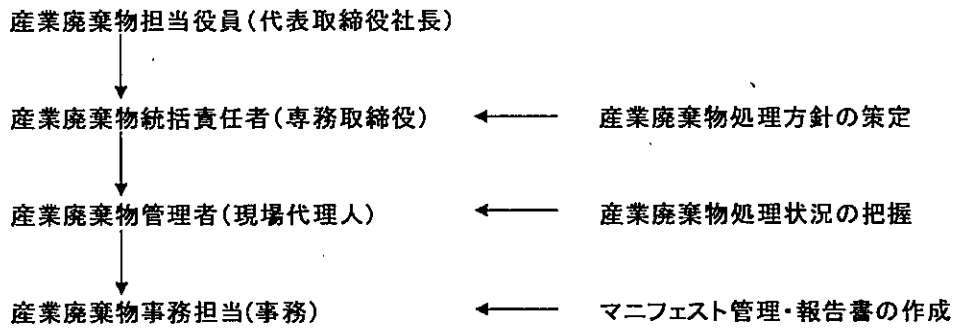 産業廃棄物担当役員(代表取締役社長)
産業廃棄物統括責任者(専務取締役) 産業廃棄物処理方針の策定
産業廃棄物管理者(現場代理人) 産業廃棄物処理状況の把握
産業廃棄物事務担当(事務) マニフェスト管理・報告書の作成